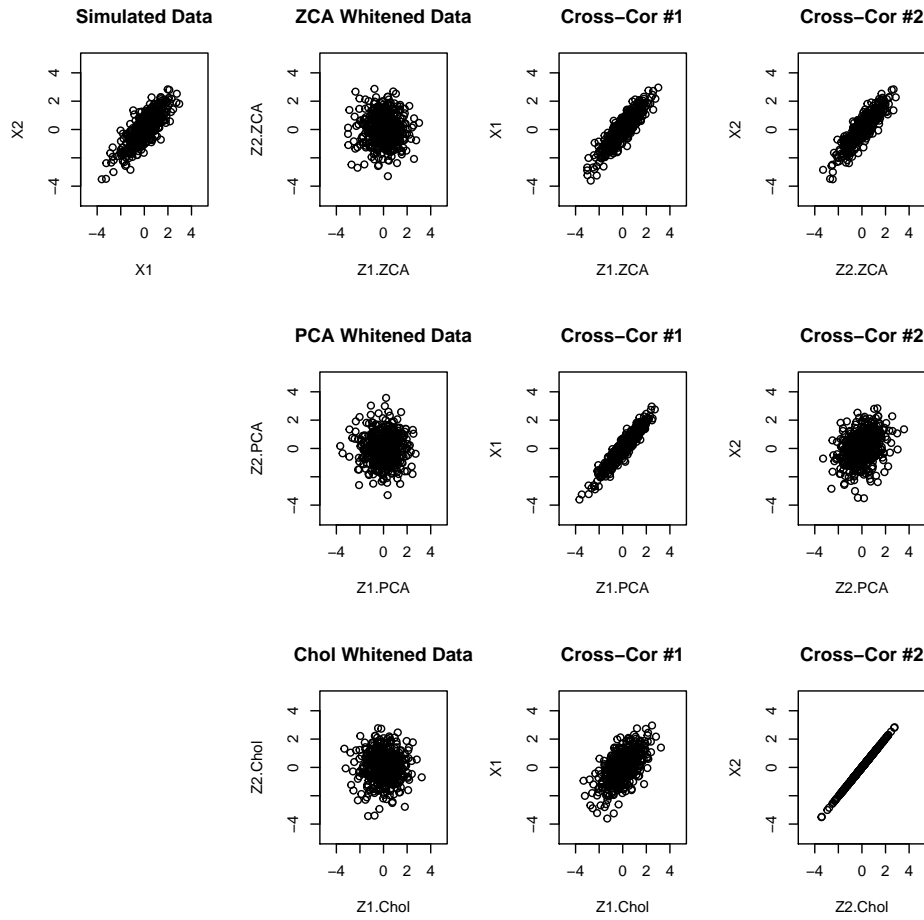 Simulated Data
ZCA Whitened Data
Cross−Cor #1
Cross−Cor #2
X2
4
2
0
−4
−4
0
2
4
X1
Z2.ZCA
4
2
0
−4
−4
0
2
4
Z1.ZCA
X1
4
2
0
−4
−4
0
2
4
Z1.ZCA
X2
4
2
0
−4
−4
0
2
4
Z2.ZCA
PCA Whitened Data
Cross−Cor #1
Cross−Cor #2
Z2.PCA
4
2
0
−4
−4
0
2
4
Z1.PCA
X1
4
2
0
−4
−4
0
2
4
Z1.PCA
X2
4
2
0
−4
−4
0
2
4
Z2.PCA
Chol Whitened Data
Cross−Cor #1
Cross−Cor #2
Z2.Chol
4
2
0
−4
−4
0
2
4
Z1.Chol
X1
4
2
0
−4
−4
0
2
4
Z1.Chol
X2
4
2
0
−4
−4
0
2
4
Z2.Chol